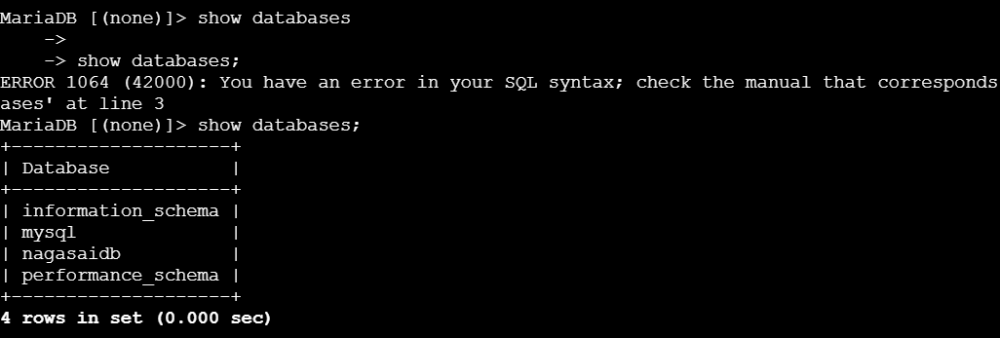 MariaDB [(none)]> show databases
    ->
    -> show databases;
ERROR 1064 (42000): You have an error in your SQL syntax; check the manual that corresponds
ases' at line 3
MariaDB [(none)]> show databases;
+--------------------+
| Database           |
+--------------------+
| information_schema |
| mysql              |
| nagasaidb          |
| performance_schema |
+--------------------+
4 rows in set (0.000 sec)